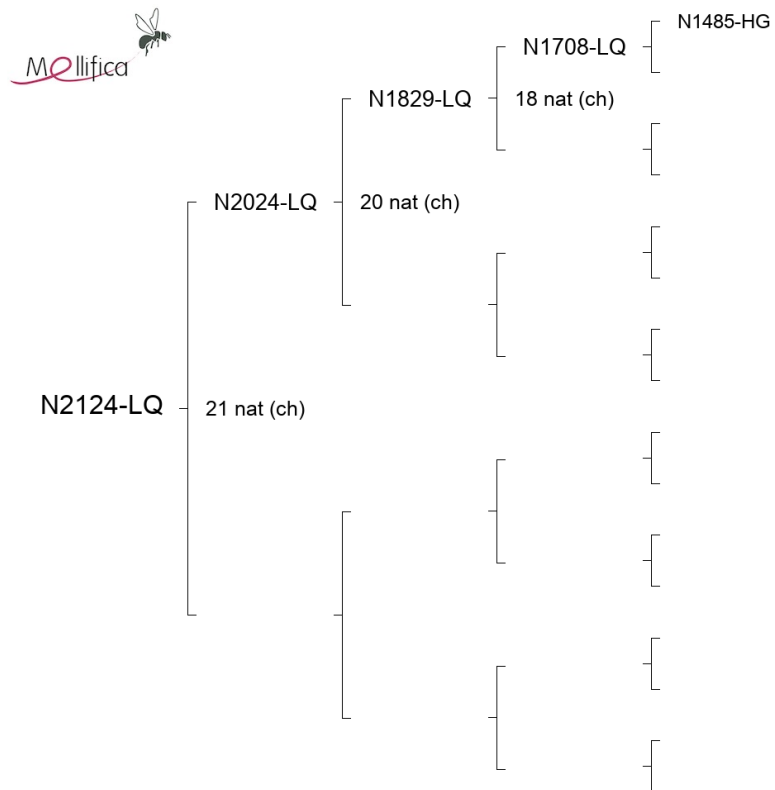 Mellifica
N1485-HG
N1708-LQ
N1829-LQ
18 nat (ch)
N2024-LQ
20 nat (ch)
N2124-LQ
21 nat (ch)